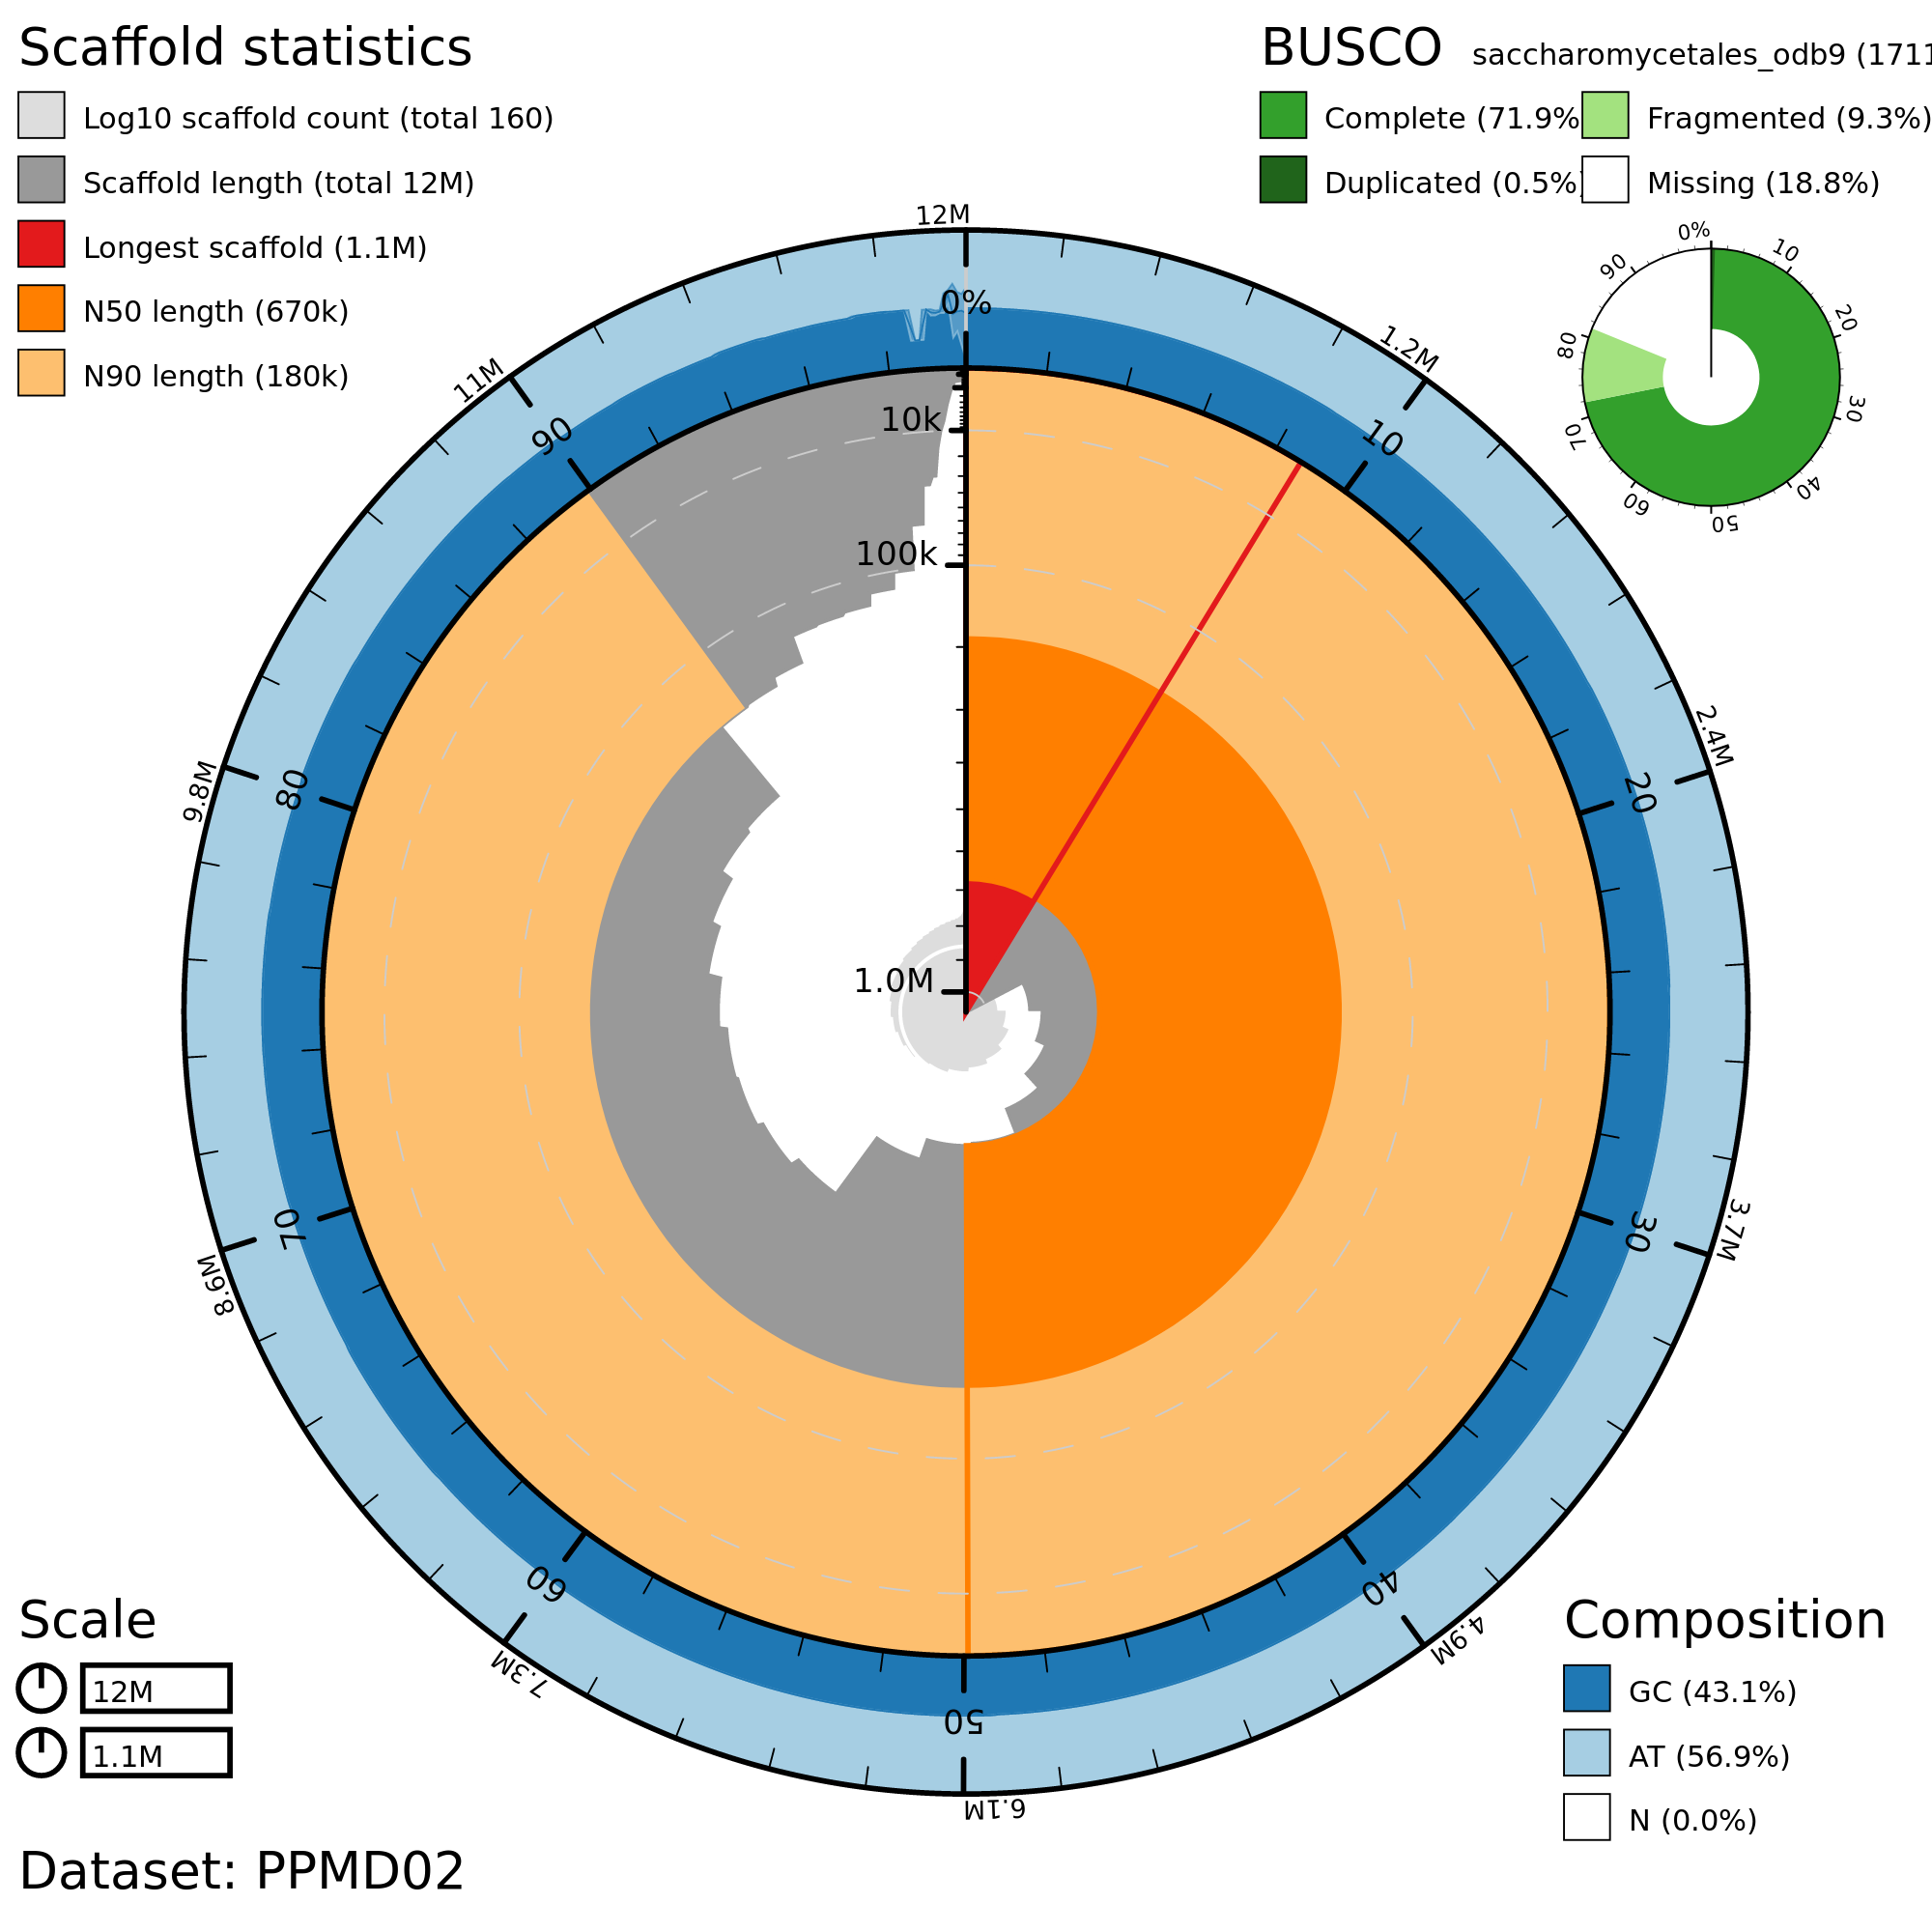 Scaffold statistics
Log10 scaffold count (total 160)
Scaffold length (total 12M)
Longest scaffold (1.1M)
N50 length (670k)
N90 length (180k)
BUSCO saccharomycetales_odb9 (1711
Complete (71.9%
Fragmented (9.3%)
Duplicated (0.5%)
Missing (18.8%)
0%
10
20
30
40
50
60
70
80
90
12M
1.2M
2.4M
3.7M
4.9M
6.1M
7.3M
8.6M
9.8M
11M
0%
10
20
30
40
50
60
70
80
90
10k
100k
1.0M
Scale
12M
1.1M
Composition
GC (43.1%)
AT (56.9%)
N (0.0%)
Dataset: PPMD02